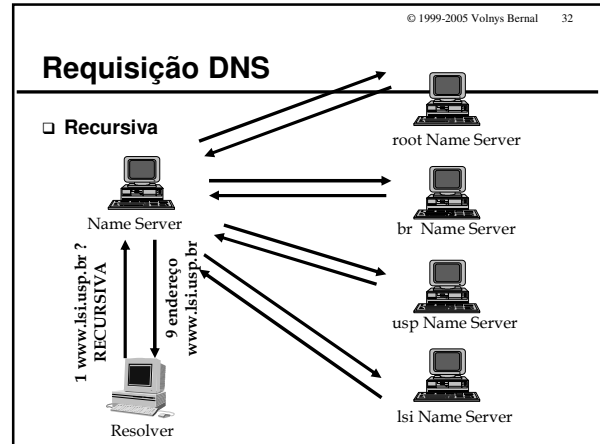 © 1999-2005 Volnys Bernal 32
Requisição DNS
❑ Recursiva
root Name Server
Name Server
br Name Server
1 www.lsi.usp.br ?
RECURSIVA
9 endereço
www.lsi.usp.br
usp Name Server
lsi Name Server
Resolver